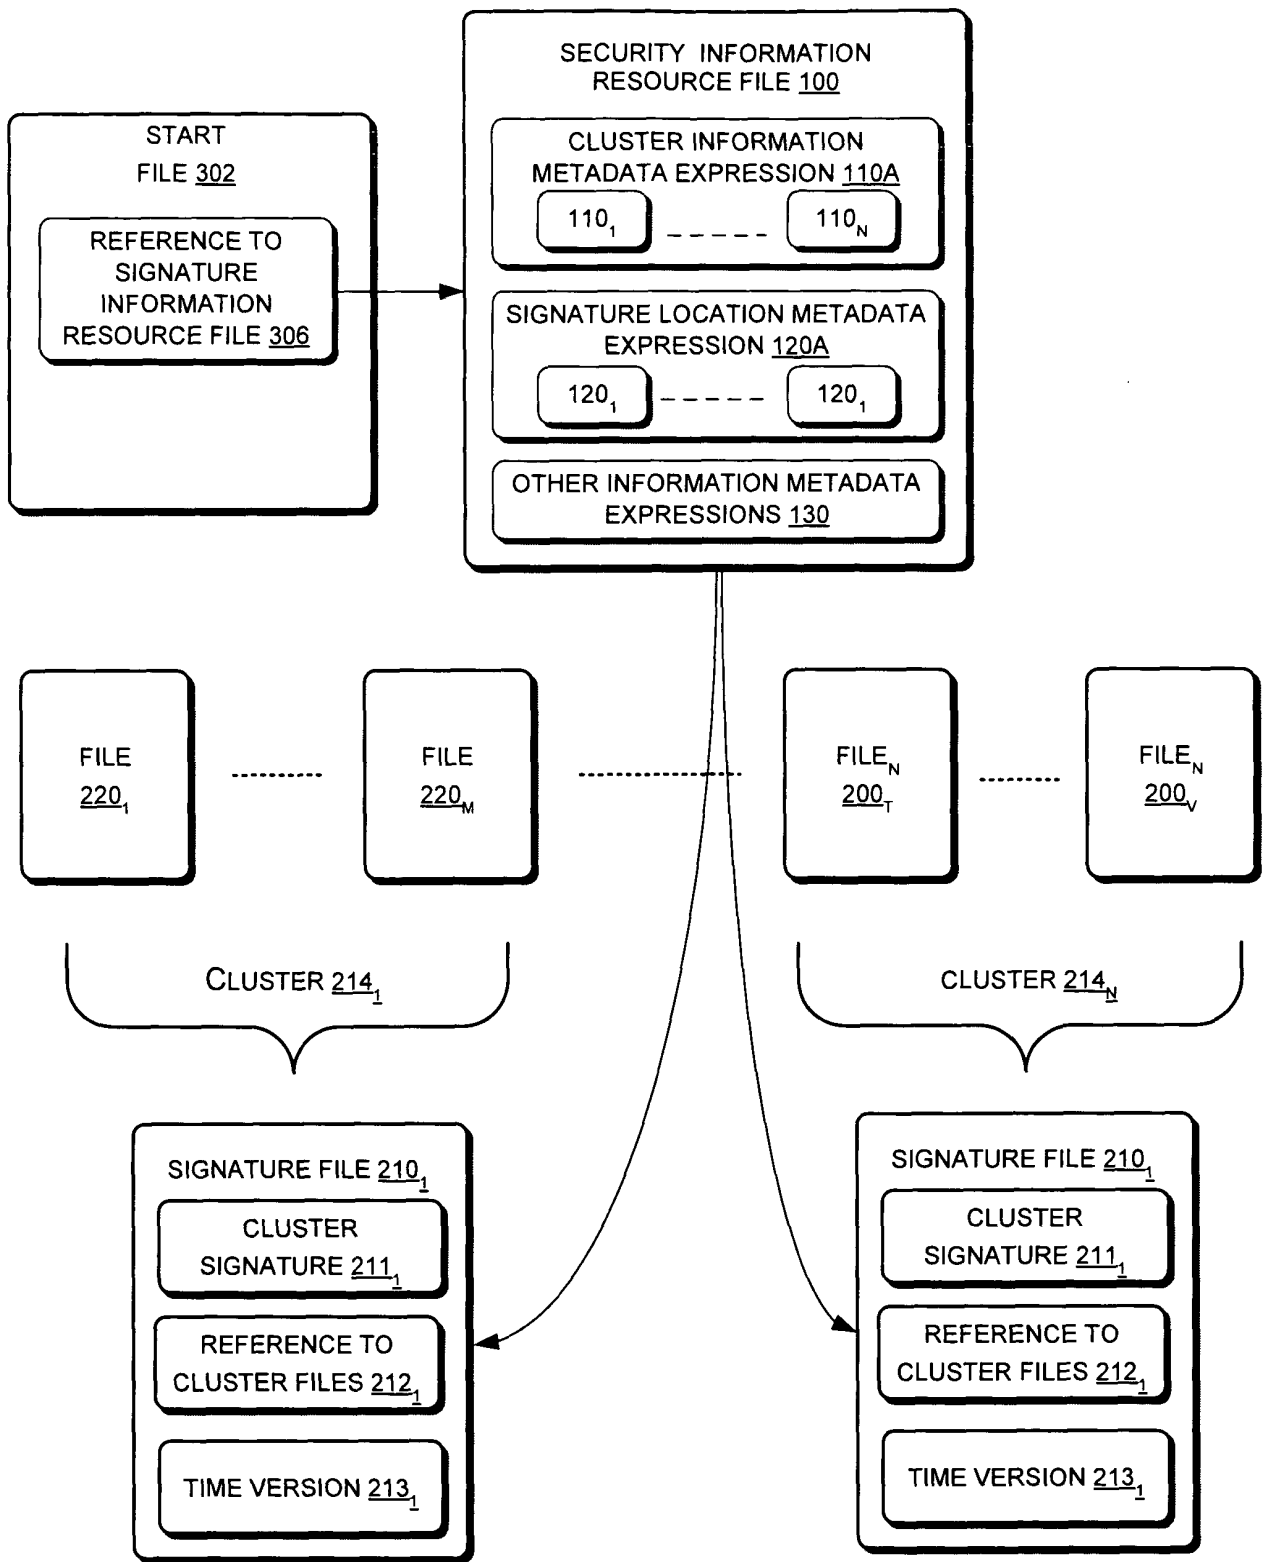 SECURITY INFORMATION
RESOURCE FILE 100
CLUSTER INFORMATION
METADATA EXPRESSION 110A
110₁ _ _ _ _ _ 110N
START
FILE 302
REFERENCE TO
SIGNATURE
INFORMATION
RESOURCE FILE 306
SIGNATURE LOCATION METADATA
EXPRESSION 120A
120₁ _ _ _ _ _ 120₁
OTHER INFORMATION METADATA
EXPRESSIONS 130
FILE
220₁
FILE
220M
FILEN
200T
FILEN
200V
CLUSTER 214₁
CLUSTER 214N
SIGNATURE FILE 210₁
CLUSTER
SIGNATURE 211₁
REFERENCE TO
CLUSTER FILES 212₁
TIME VERSION 213₁
SIGNATURE FILE 210₁
CLUSTER
SIGNATURE 211₁
REFERENCE TO
CLUSTER FILES 212₁
TIME VERSION 213₁